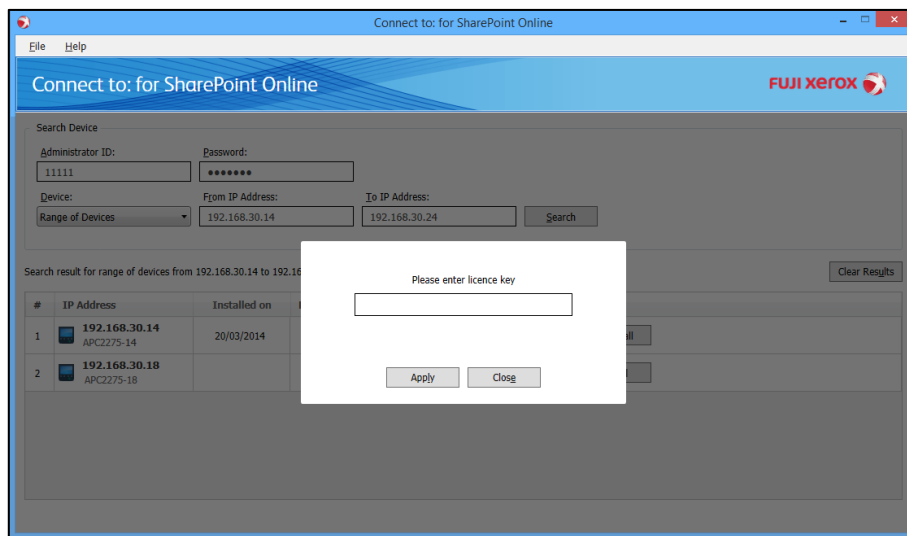 Connect to: for SharePoint Online
File Help
Connect to: for SharePoint Online
FUJI xerox
Search Device
Administrator ID: Password:
11111 ●●●●●●●
Device: From IP Address: To IP Address:
Range of Devices 192.168.30.14 192.168.30.24 Search
Search result for range of devices from 192.168.30.14 to 192.16
Clear Results
Please enter licence key
# IP Address Installed on
1 192.168.30.14 20/03/2014
APC2275-14
2 192.168.30.18
APC2275-18
Apply Close